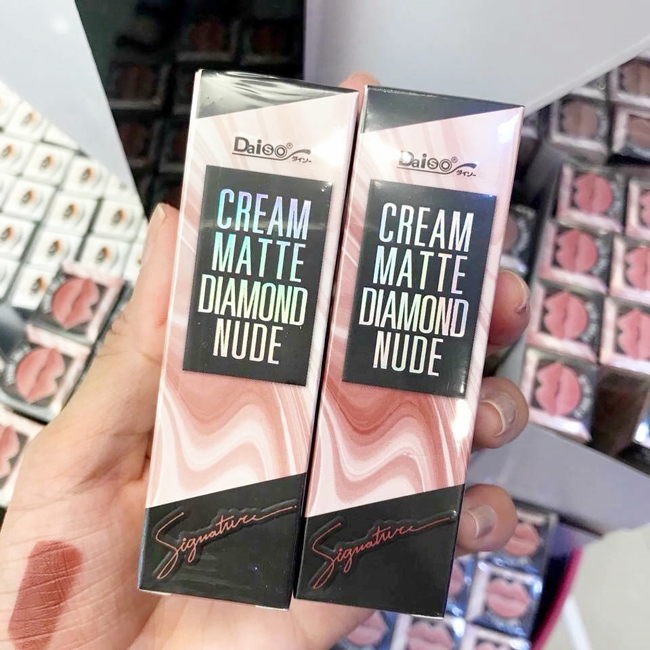 Daiso®
ダイソー
CREAM
MATTE
DIAMOND
NUDE
Signature
Daiso®
ダイソー
CREAM
MATTE
DIAMOND
NUDE
Signature